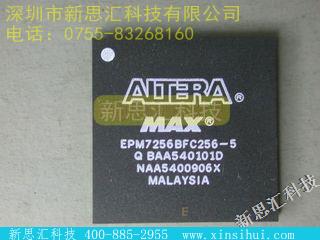 深圳市新思汇科技有限公司
电话：0755-83268160
ALTERA®
MAX®
新思汇科技
EPM7256BFC256-5
Q BAA540101D
NAA5400906X
MALAYSIA
新思汇科技
E
新思汇科技 400-885-2955 www.xinsihui.com